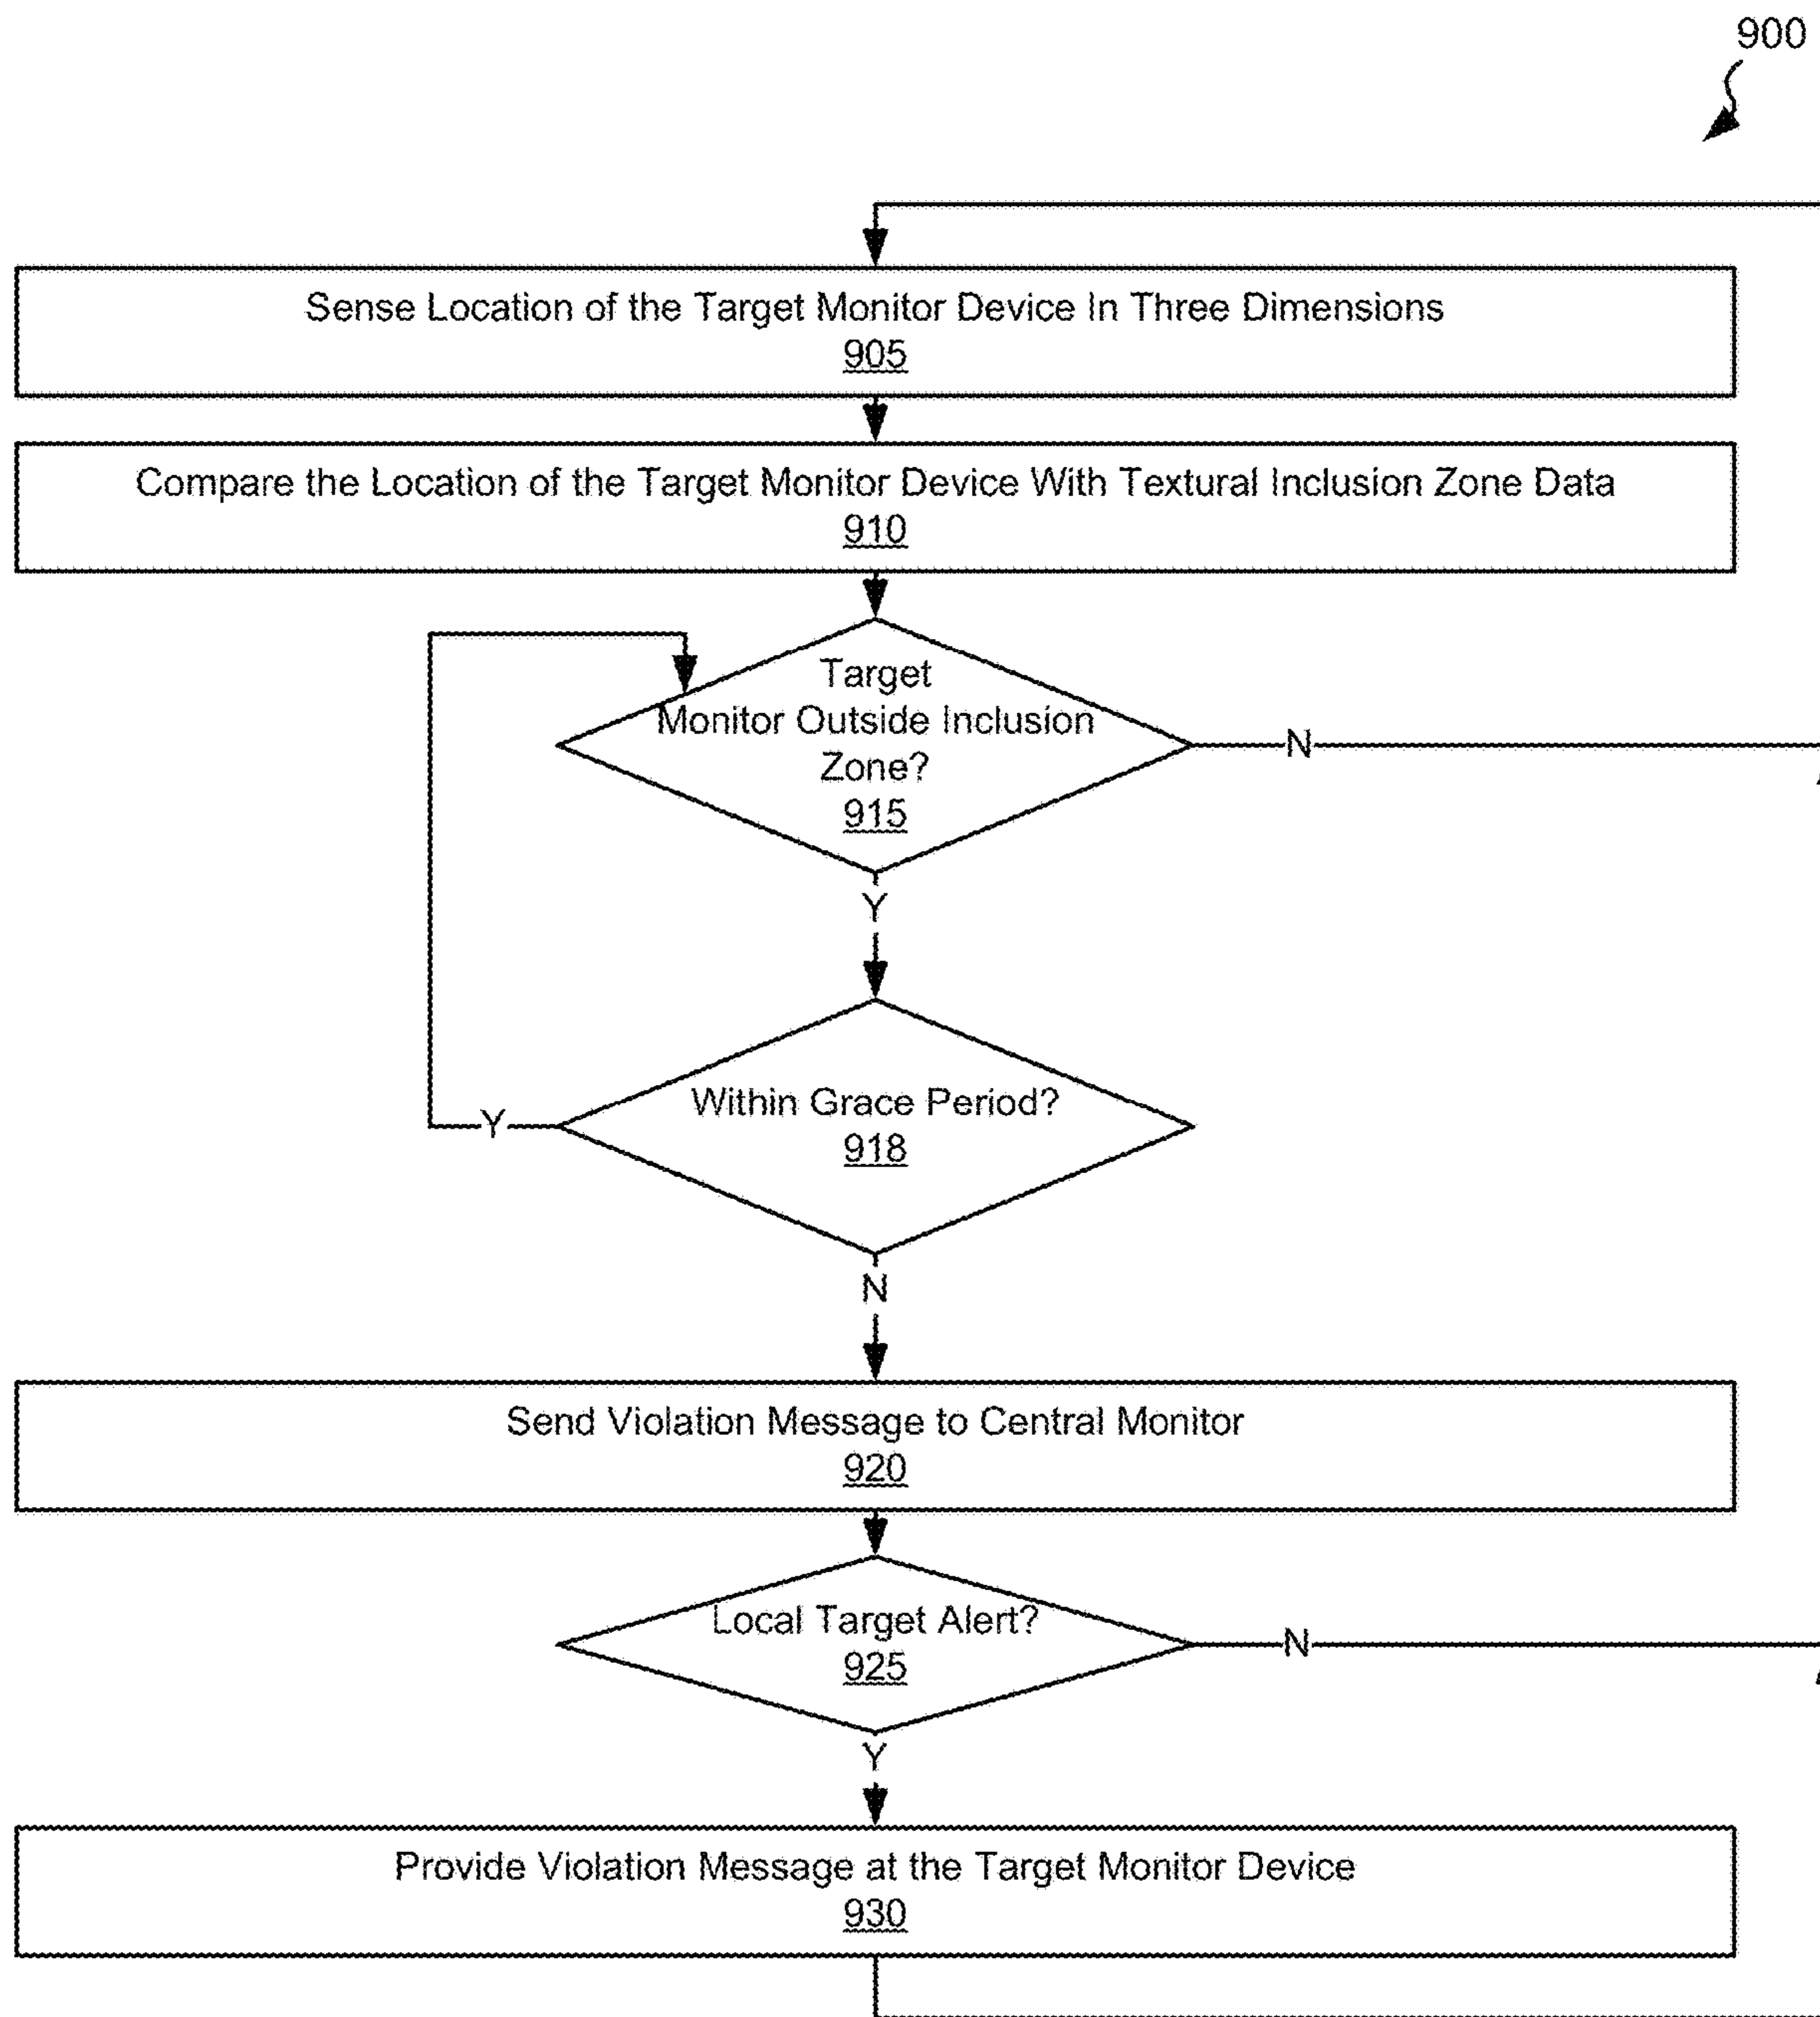 900
Sense Location of the Target Monitor Device In Three Dimensions
905
Compare the Location of the Target Monitor Device With Textural Inclusion Zone Data
910
Target
Monitor Outside Inclusion
Zone?
915
N
Y
Within Grace Period?
918
Y
N
Send Violation Message to Central Monitor
920
Local Target Alert?
925
N
Y
Provide Violation Message at the Target Monitor Device
930